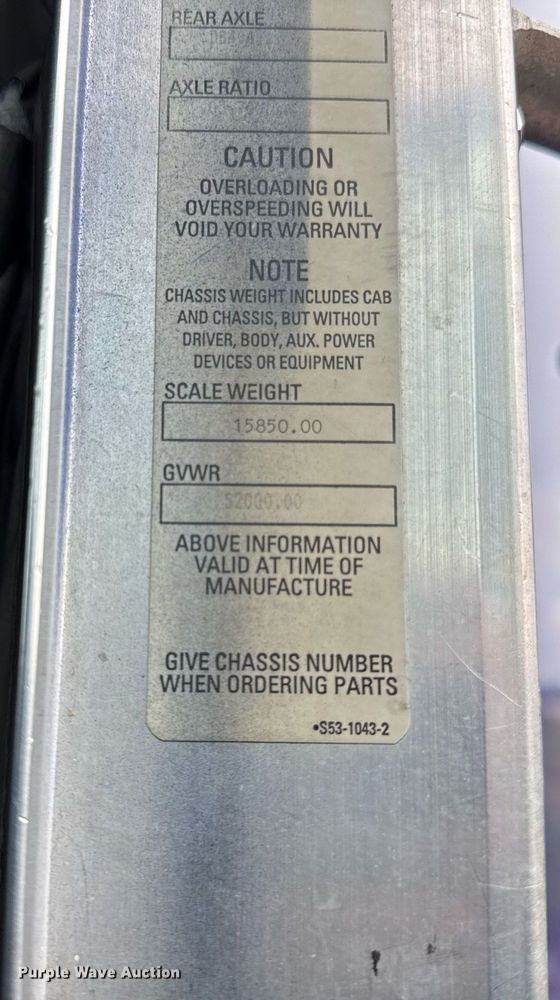 REAR AXLE
AXLE RATIO
CAUTION
OVERLOADING OR
OVERSPEEDING WILL
VOID YOUR WARRANTY
NOTE
CHASSIS WEIGHT INCLUDES CAB
AND CHASSIS, BUT WITHOUT
DRIVER, BODY, AUX. POWER
DEVICES OR EQUIPMENT
SCALE WEIGHT
15850.00
GVWR
52000.00
ABOVE INFORMATION
VALID AT TIME OF
MANUFACTURE
GIVE CHASSIS NUMBER
WHEN ORDERING PARTS
•S53-1043-2
Purple Wave Auction